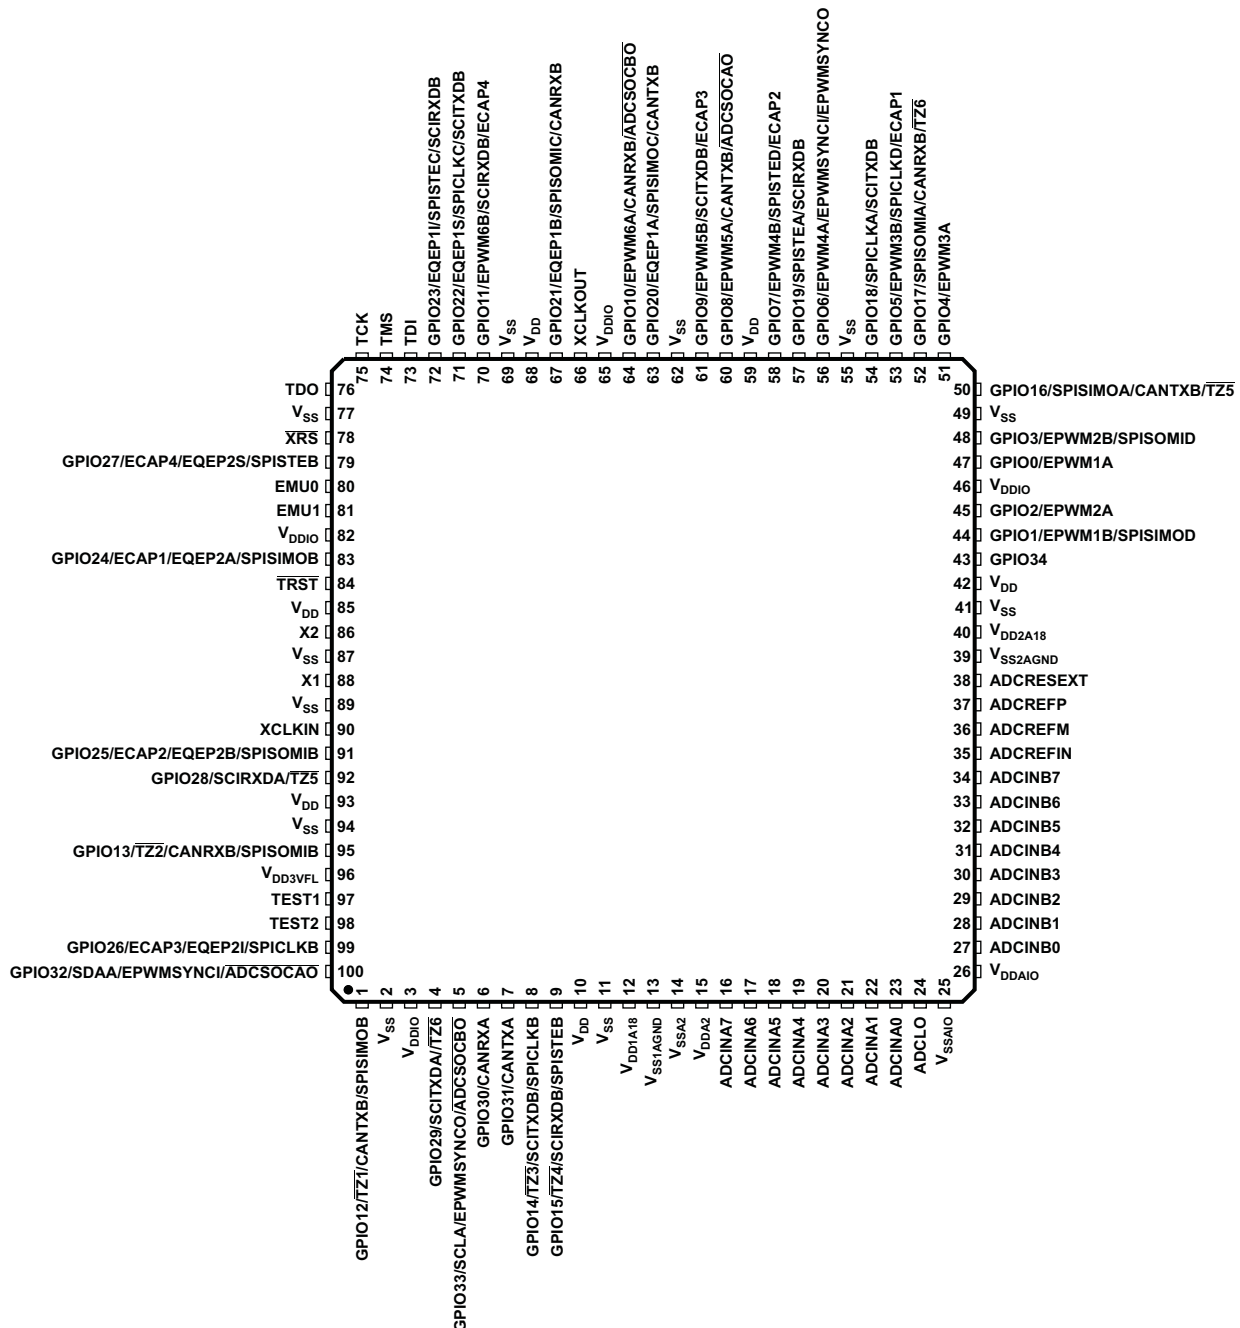 75 TCK
74 TMS
73 TDI
72 GPIO23/EQEP1I/SPISTEC/SCIRXDB
71 GPIO22/EQEP1S/SPICLKC/SCITXDB
70 GPIO11/EPWM6B/SCIRXDB/ECAP4
69 VSS
68 VDD
67 GPIO21/EQEP1B/SPISOMIC/CANRXB
66 XCLKOUT
65 VDDIO
64 GPIO10/EPWM6A/CANRXB/ADCSOCBO
63 GPIO20/EQEP1A/SPISIMOC/CANTXB
62 VSS
61 GPIO9/EPWM5B/SCITXDB/ECAP3
60 GPIO8/EPWM5A/CANTXB/ADCSOCAO
59 VDD
58 GPIO7/EPWM4B/SPISTED/ECAP2
57 GPIO19/SPISTEA/SCIRXDB
56 GPIO6/EPWM4A/EPWMSYNCI/EPWMSYNCO
55 VSS
54 GPIO18/SPICLKA/SCITXDB
53 GPIO5/EPWM3B/SPICLKD/ECAP1
52 GPIO17/SPISOMIA/CANRXB/TZ6
51 GPIO4/EPWM3A
TDO 76
VSS 77
XRS 78
GPIO27/ECAP4/EQEP2S/SPISTEB 79
EMU0 80
EMU1 81
VDDIO 82
GPIO24/ECAP1/EQEP2A/SPISIMOB 83
TRST 84
VDD 85
X2 86
VSS 87
X1 88
VSS 89
XCLKIN 90
GPIO25/ECAP2/EQEP2B/SPISOMIB 91
GPIO28/SCIRXDA/TZ5 92
VDD 93
VSS 94
GPIO13/TZ2/CANRXB/SPISOMIB 95
VDD3VFL 96
TEST1 97
TEST2 98
GPIO26/ECAP3/EQEP2I/SPICLKB 99
GPIO32/SDAA/EPWMSYNCI/ADCSOCAO 100
50 GPIO16/SPISIMOA/CANTXB/TZ5
49 VSS
48 GPIO3/EPWM2B/SPISOMID
47 GPIO0/EPWM1A
46 VDDIO
45 GPIO2/EPWM2A
44 GPIO1/EPWM1B/SPISIMOD
43 GPIO34
42 VDD
41 VSS
40 VDD2A18
39 VSS2AGND
38 ADCRESEXT
37 ADCREFP
36 ADCREFM
35 ADCREFIN
34 ADCINB7
33 ADCINB6
32 ADCINB5
31 ADCINB4
30 ADCINB3
29 ADCINB2
28 ADCINB1
27 ADCINB0
26 VDDAIO
GPIO12/TZ1/CANTXB/SPISIMOB 1
VSS 2
VDDIO 3
GPIO29/SCITXDA/TZ6 4
GPIO33/SCLA/EPWMSYNCO/ADCSOCBO 5
GPIO30/CANRXA 6
GPIO31/CANTXA 7
GPIO14/TZ3/SCITXDB/SPICLKB 8
GPIO15/TZ4/SCIRXDB/SPISTEB 9
VDD 10
VSS 11
VDD1A18 12
VSS1AGND 13
VSSA2 14
VDDA2 15
ADCINA7 16
ADCINA6 17
ADCINA5 18
ADCINA4 19
ADCINA3 20
ADCINA2 21
ADCINA1 22
ADCINA0 23
ADCLO 24
VSSAIO 25